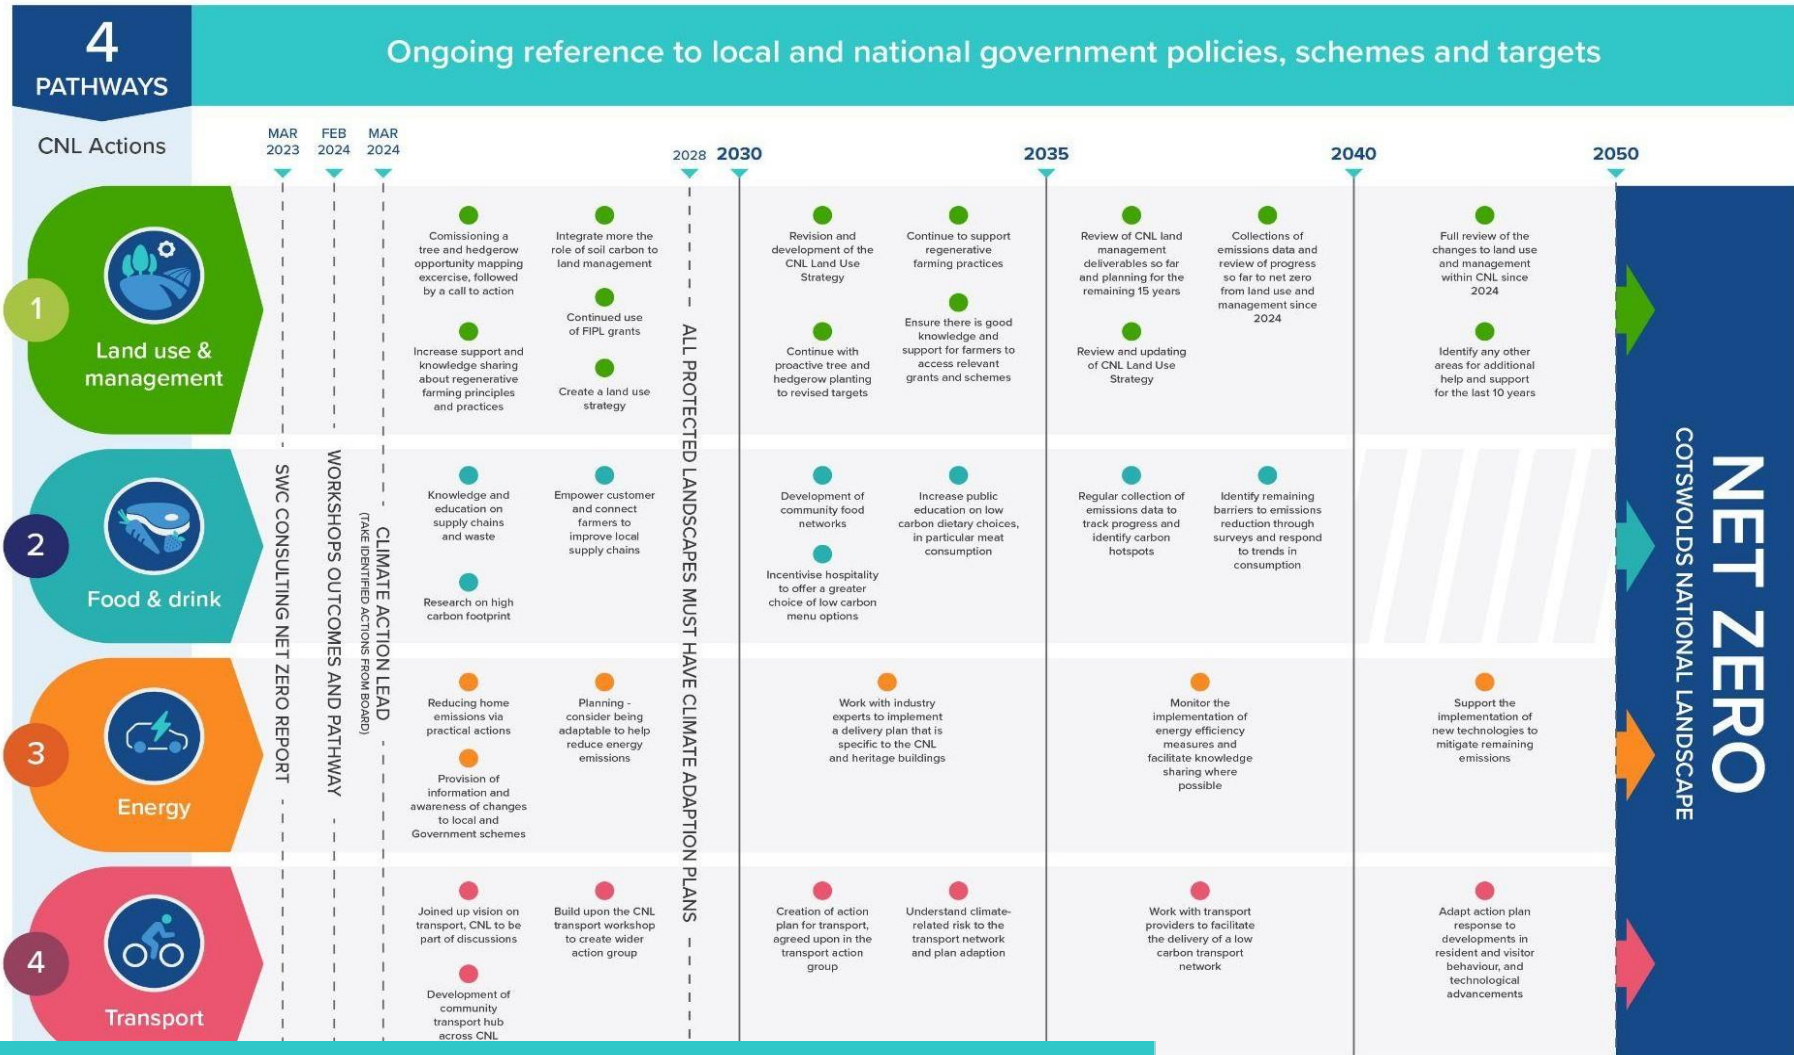 4
PATHWAYS
Ongoing reference to local and national government policies, schemes and targets
CNL Actions
MAR
2023
FEB
2024
MAR
2024
2028
2030
2035
2040
2050
1
Land use &
management
Comissioning a
tree and hedgerow
opportunity mapping
excercise, followed
by a call to action
Increase support and
knowledge sharing
about regenerative
farming principles
and practices
Integrate more the
role of soil carbon to
land management
Continued use
of FIPL grants
Create a land use
strategy
Revision and
development of the
CNL Land Use
Strategy
Continue with
proactive tree and
hedgerow planting
to revised targets
Continue to support
regenerative
farming practices
Ensure there is good
knowledge and
support for farmers to
access relevant
grants and schemes
Review of CNL land
management
deliverables so far
and planning for the
remaining 15 years
Review and updating
of CNL Land Use
Strategy
Collections of
emissions data and
review of progress
so far to net zero
from land use and
management since
2024
Full review of the
changes to land use
and management
within CNL since
2024
Identify any other
areas for additional
help and support
for the last 10 years
2
Food & drink
Knowledge and
education on
supply chains
and waste
Research on high
carbon footprint
Empower customer
and connect
farmers to
improve local
supply chains
Development of
community food
networks
Incentivise hospitality
to offer a greater
choice of low carbon
menu options
Increase public
education on low
carbon dietary choices,
in particular meat
consumption
Regular collection of
emissions data to
track progress and
identify carbon
hotspots
Identify remaining
barriers to emissions
reduction through
surveys and respond
to trends in
consumption
3
Energy
Reducing home
emissions via
practical actions
Provision of
information and
awareness of changes
to local and
Government schemes
Planning -
consider being
adaptable to help
reduce energy
emissions
Work with industry
experts to implement
a delivery plan that is
specific to the CNL
and heritage buildings
Monitor the
implementation of
energy efficiency
measures and
facilitate knowledge
sharing where
possible
Support the
implementation of
new technologies to
mitigate remaining
emissions
4
Transport
Joined up vision on
transport, CNL to be
part of discussions
Development of
community
transport hub
across CNL
Build upon the CNL
transport workshop
to create wider
action group
Creation of action
plan for transport,
agreed upon in the
transport action
group
Understand climate-
related risk to the
transport network
and plan adaption
Work with transport
providers to facilitate
the delivery of a low
carbon transport
network
Adapt action plan
response to
developments in
resident and visitor
behaviour, and
technological
advancements
SWC CONSULTING NET ZERO REPORT
WORKSHOPS OUTCOMES AND PATHWAY
CLIMATE ACTION LEAD
(TAKE IDENTIFIED ACTIONS FROM BOARD)
ALL PROTECTED LANDSCAPES MUST HAVE CLIMATE ADAPTION PLANS
NET ZERO
COTSWOLDS NATIONAL LANDSCAPE